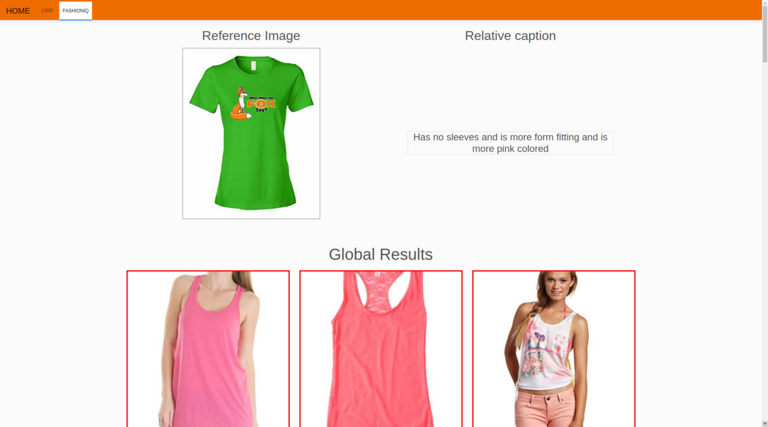 HOME
CIRR
FASHIONIQ
Reference Image
Relative caption
What Does the
FOX
Say?
Has no sleeves and is more form fitting and is
more pink colored
Global Results